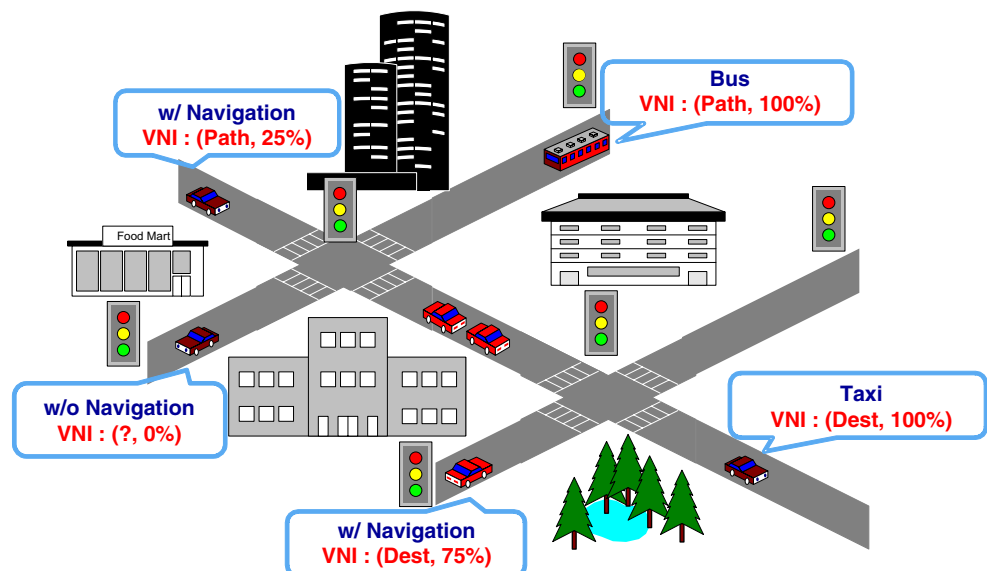 Bus
VNI : (Path, 100%)
w/ Navigation
VNI : (Path, 25%)
Food Mart
w/o Navigation
VNI : (?, 0%)
Taxi
VNI : (Dest, 100%)
w/ Navigation
VNI : (Dest, 75%)